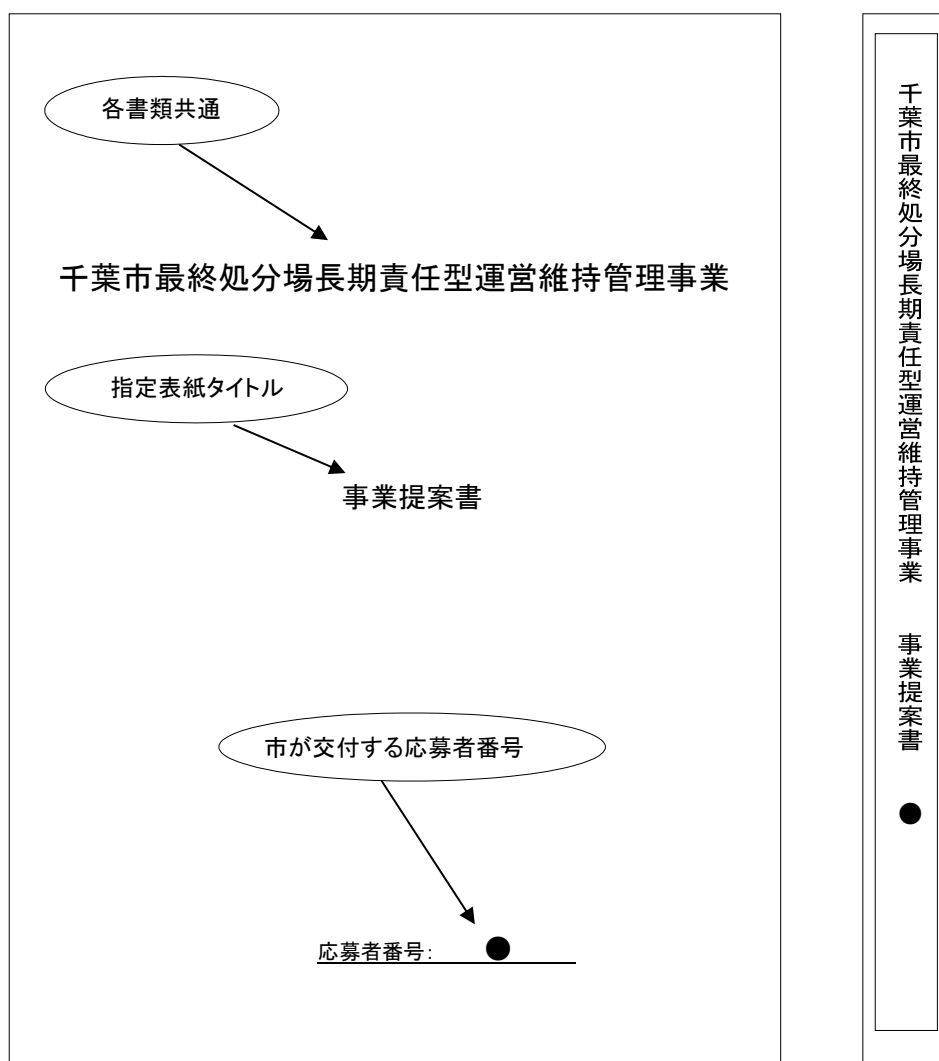 各書類共通
千葉市最終処分場長期責任型運営維持管理事業
指定表紙タイトル
事業提案書
市が交付する応募者番号
応募者番号： ●
千葉市最終処分場長期責任型運営維持管理事業　事業提案書　●